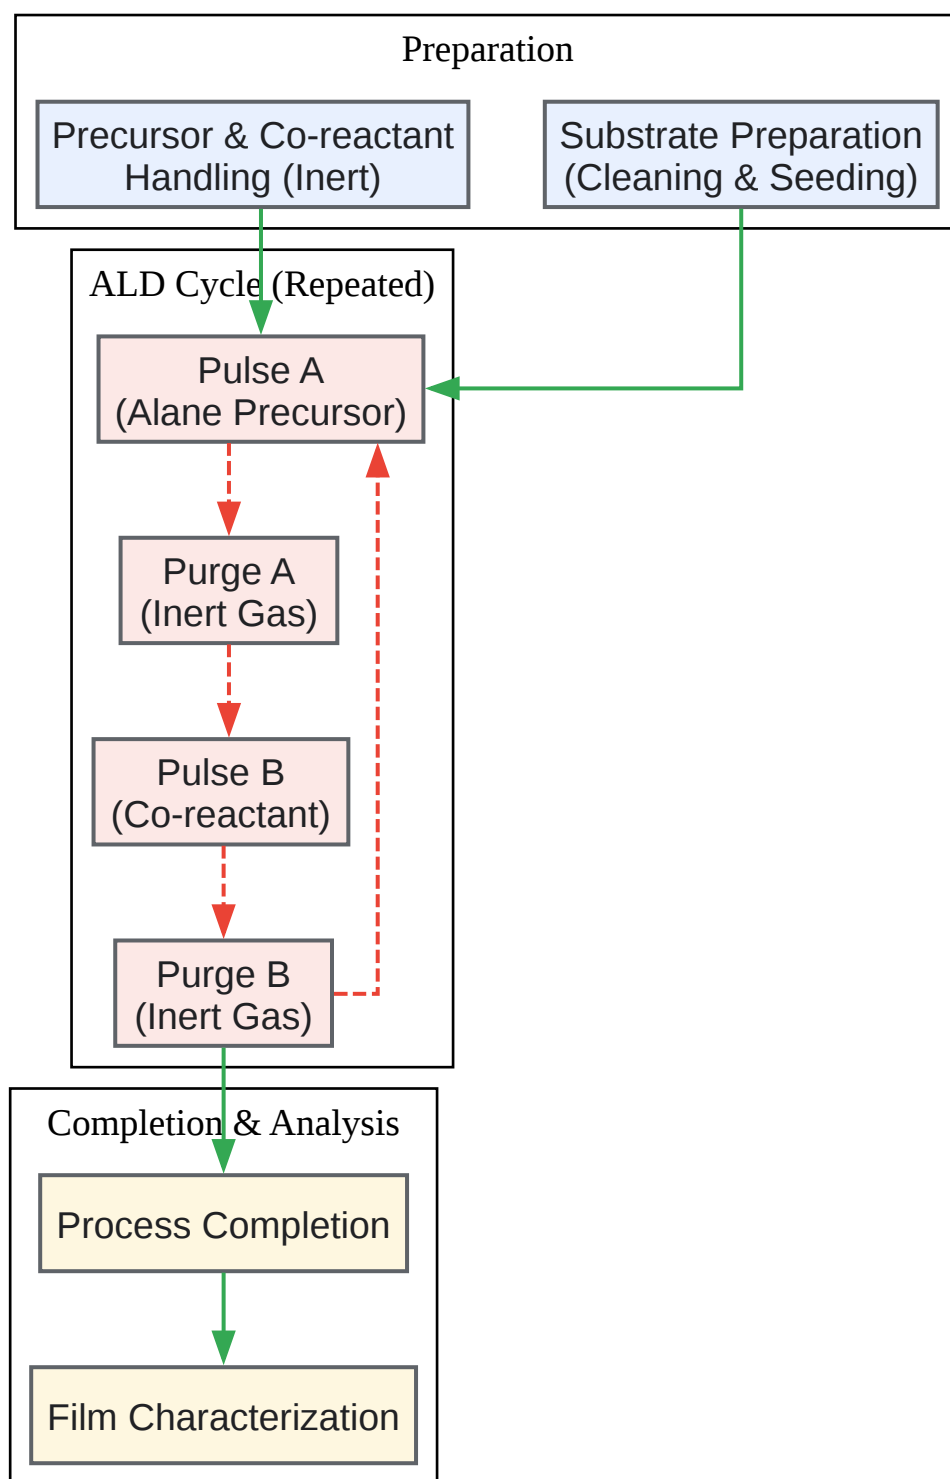 Preparation
Precursor & Co-reactant
Handling (Inert)
Substrate Preparation
(Cleaning & Seeding)
ALD Cycle (Repeated)
Pulse A
(Alane Precursor)
Purge A
(Inert Gas)
Pulse B
(Co-reactant)
Purge B
(Inert Gas)
Completion & Analysis
Process Completion
Film Characterization